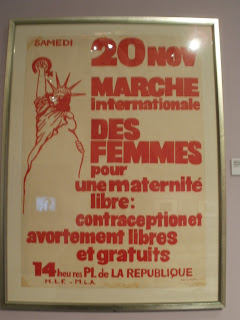 SAMEDI
20 NOV
MARCHE
internationale
DES
FEMMES
pour
une maternité
libre:
contraception et
avortement libres
et gratuits
14 heures Pl. de LA REPUBLIQUE
M.L.F. - M.L.A.